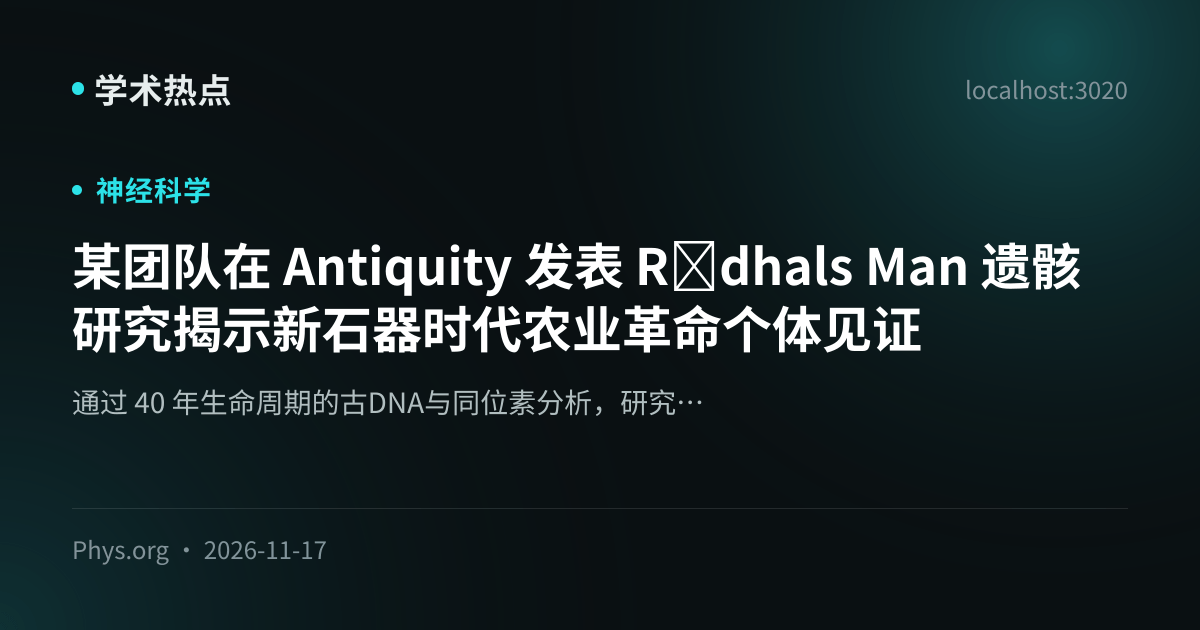 学术热点
localhost:3020
神经科学
某团队在 Antiquity 发表 R☒dhals Man 遗骸
研究揭示新石器时代农业革命个体见证
通过 40 年生命周期的古DNA与同位素分析，研究…
Phys.org • 2026-11-17